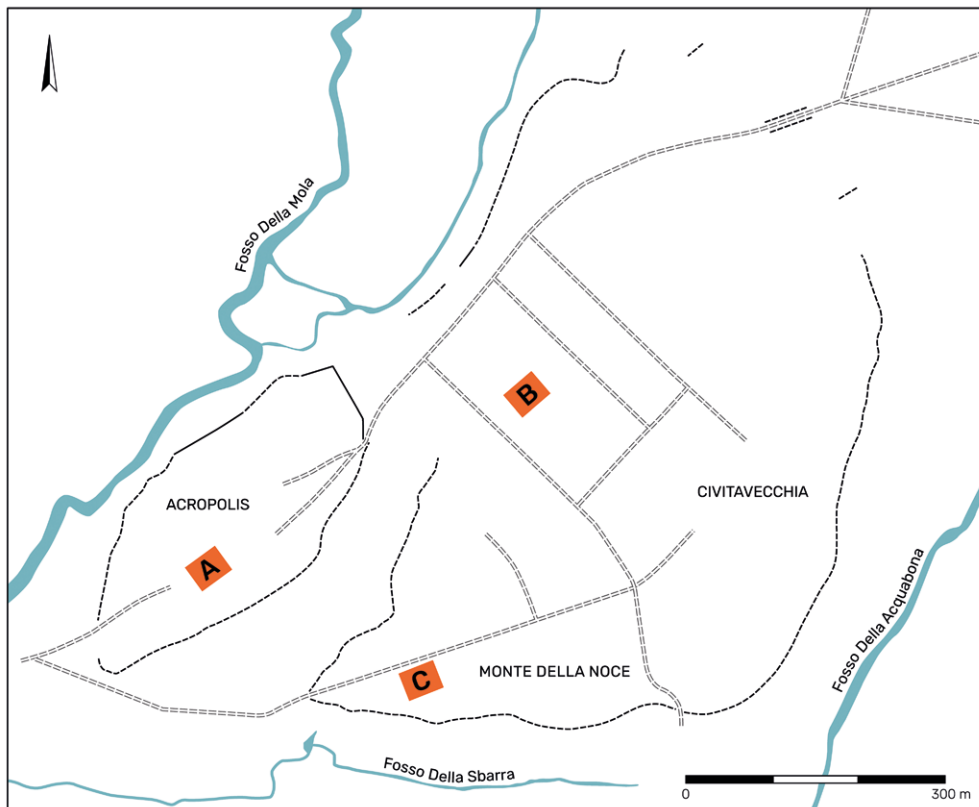 Fosso Della Mola
B
ACROPOLIS
CIVITAVECCHIA
A
Fosso Della Acquabona
C
MONTE DELLA NOCE
Fosso Della Sbarra
0
300 m